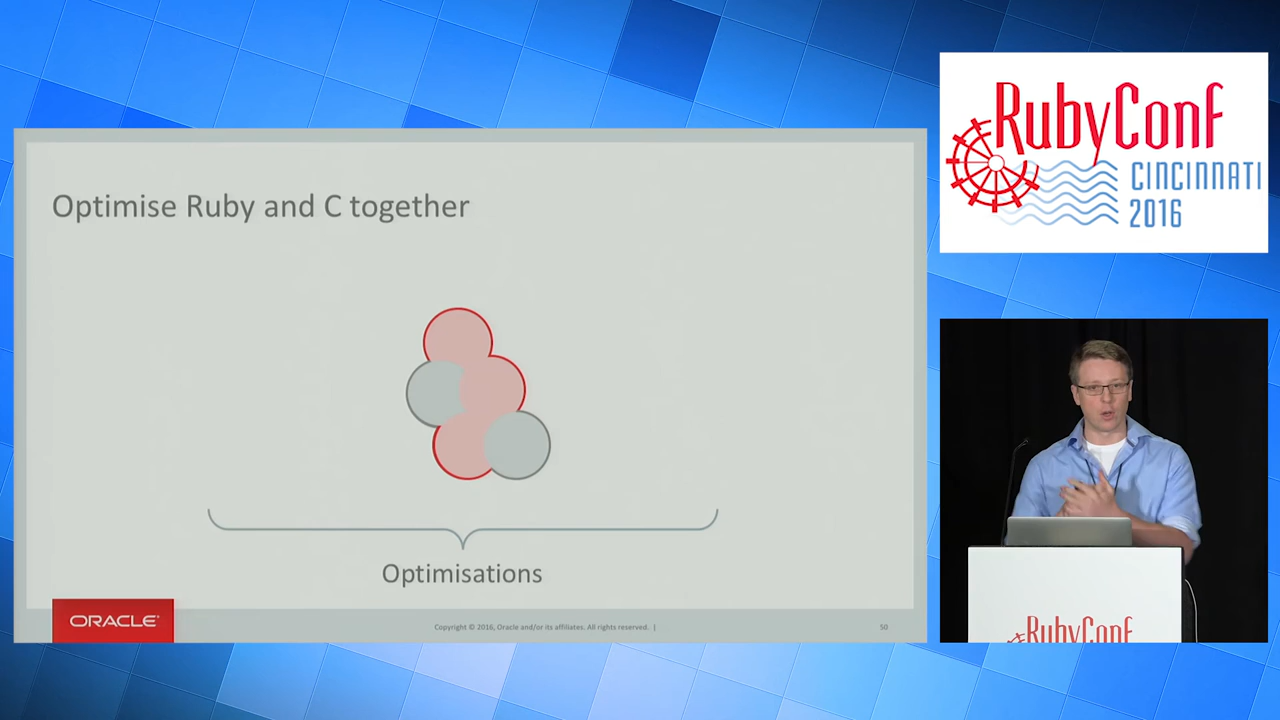 Optimise Ruby and C together
Optimisations
ORACLE
Copyright © 2016, Oracle and/or its affiliates. All rights reserved. |
50
RubyConf
CINCINNATI
2016
RubyConf